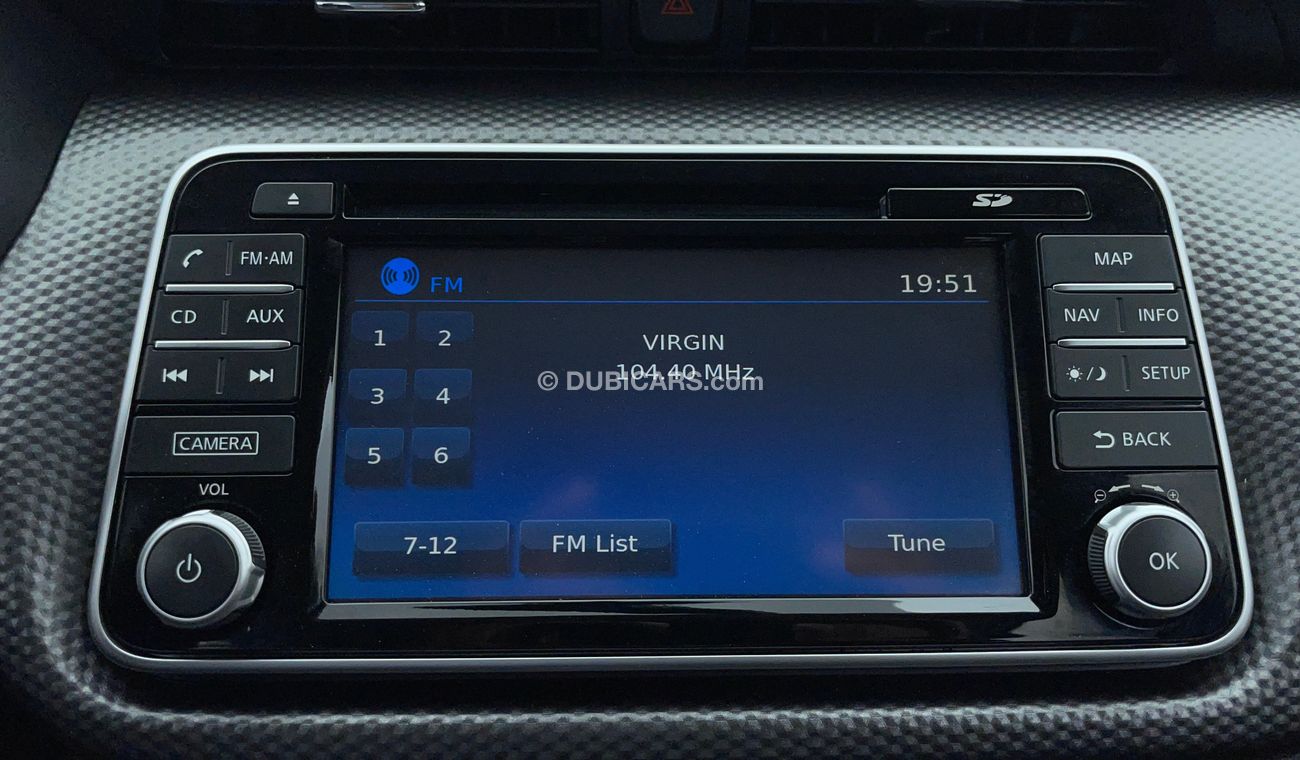 SD
FM·AM
MAP
FM 19:51
CD AUX
NAV INFO
1 2
VIRGIN
104.40 MHz
© DUBICARS.com
3 4
SETUP
CAMERA
BACK
5 6
VOL
7-12 FM List Tune
OK